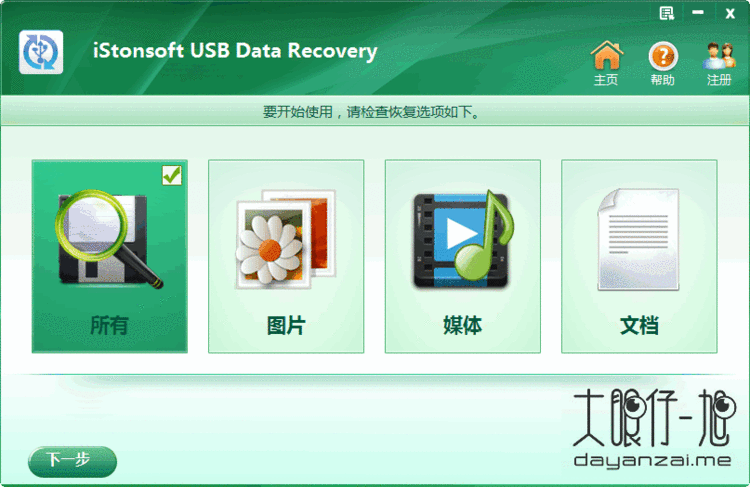 iStonsoft USB Data Recovery
主页
帮助
注册
要开始使用，请检查恢复选项如下。
所有
图片
媒体
文档
大眼仔~旭
dayanzai.me
下一步